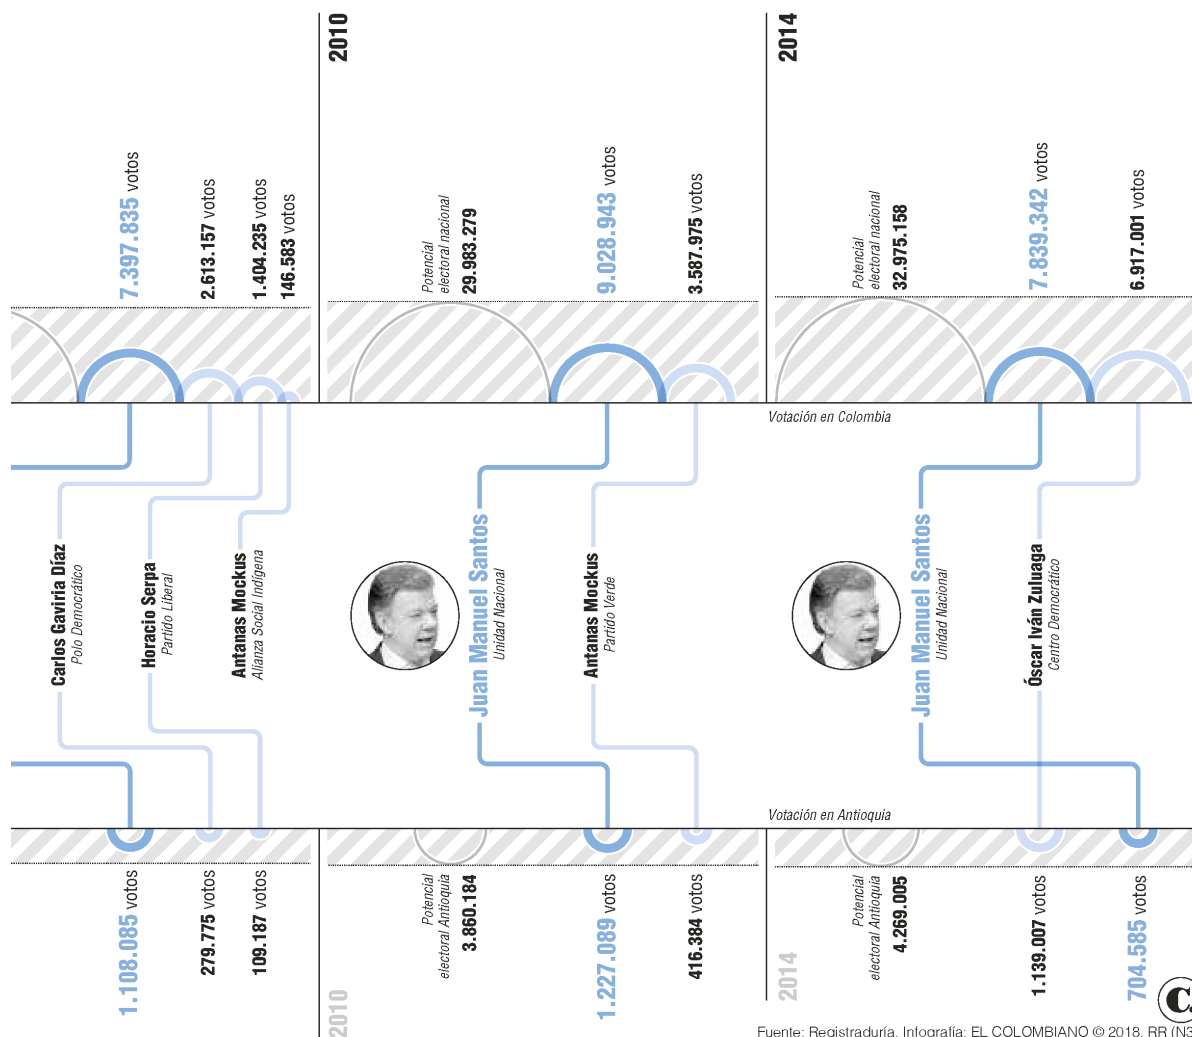 7.397.835 votos
2.613.157 votos
1.404.235 votos
146.583 votos
Carlos Gaviria Díaz
Polo Democrático
Horacio Serpa
Partido Liberal
Antanas Mockus
Alianza Social Indígena
1.108.085 votos
279.775 votos
109.187 votos
2010
Potencial
electoral nacional
29.983.279
9.028.943 votos
3.587.975 votos
Juan Manuel Santos
Unidad Nacional
Antanas Mockus
Partido Verde
2010
Potencial
electoral Antioquia
3.860.184
1.227.089 votos
416.384 votos
2014
Potencial
electoral nacional
32.975.158
7.839.342 votos
6.917.001 votos
Votación en Colombia
Juan Manuel Santos
Unidad Nacional
Óscar Iván Zuluaga
Centro Democrático
Votación en Antioquia
2014
Potencial
electoral Antioquia
4.269.005
1.139.007 votos
704.585 votos
C.
Fuente: Registraduría. Infografía: EL COLOMBIANO © 2018. RR (N3